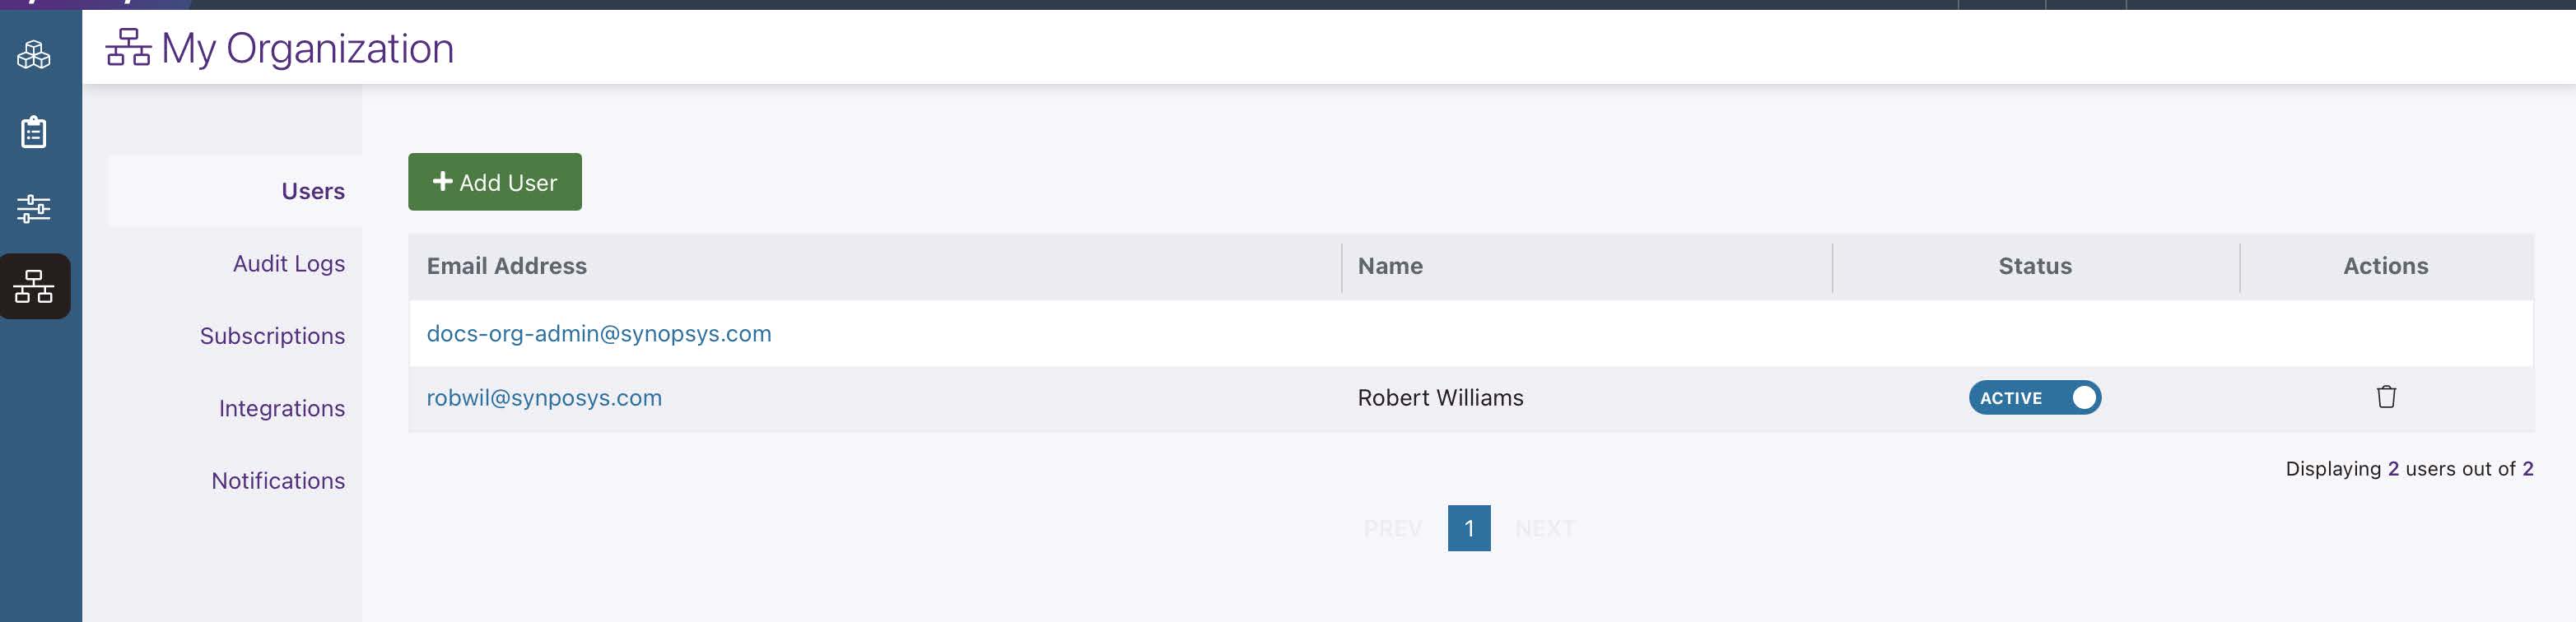 My Organization
Users
Audit Logs
Subscriptions
Integrations
Notifications
Add User
Email Address Name Status Actions
docs-org-admin@synopsys.com
robwil@synposys.com Robert Williams ACTIVE
Displaying 2 users out of 2
PREV 1 NEXT